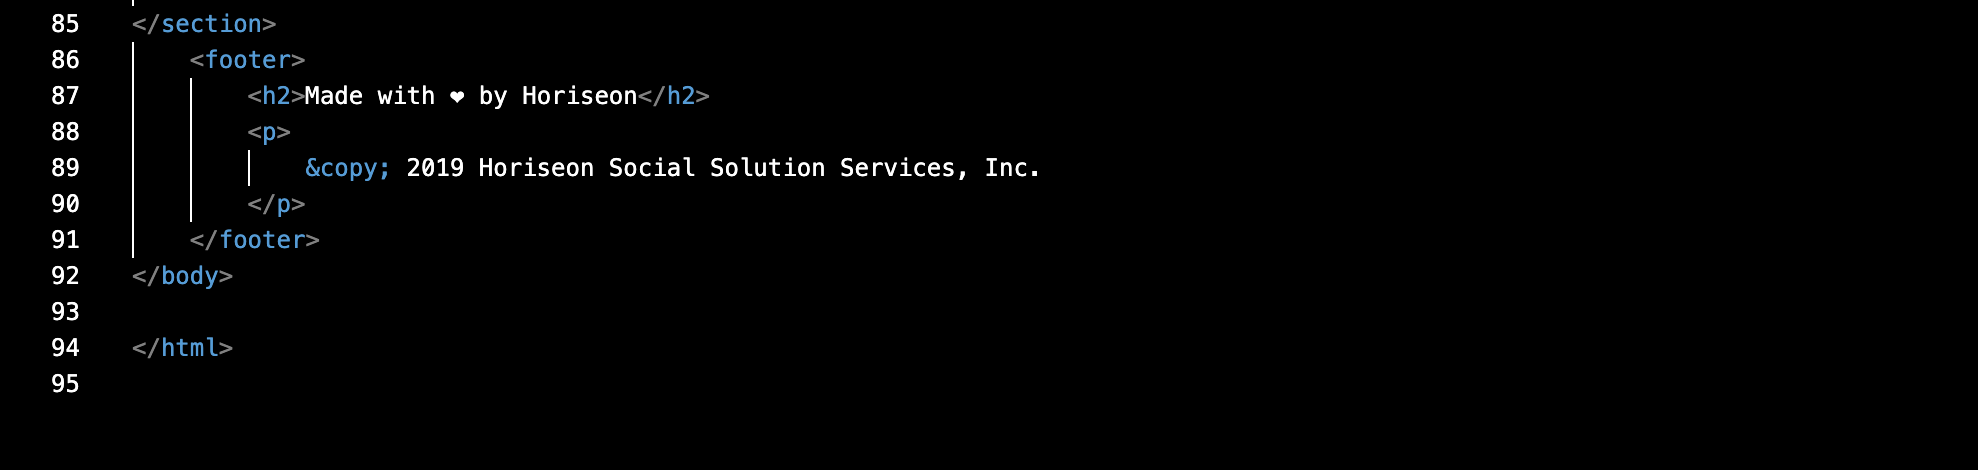 85 </section>
86 <footer>
87 <h2>Made with ❤ by Horiseon</h2>
88 <p>
89 &copy; 2019 Horiseon Social Solution Services, Inc.
90 </p>
91 </footer>
92 </body>
93
94 </html>
95